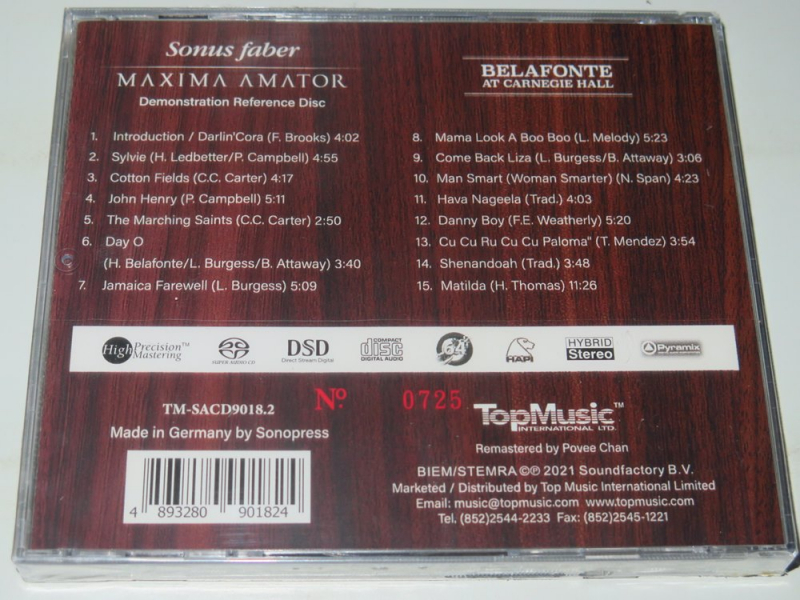 Sonus faber
MAXIMA AMATOR
Demonstration Reference Disc
BELAFONTE
AT CARNEGIE HALL
1. Introduction / Darlin'Cora (F. Brooks) 4:02
2. Sylvie (H. Ledbetter/P. Campbell) 4:55
3. Cotton Fields (C.C. Carter) 4:17
4. John Henry (P. Campbell) 5:11
5. The Marching Saints (C.C. Carter) 2:50
6. Day O
(H. Belafonte/L. Burgess/B. Attaway) 3:40
7. Jamaica Farewell (L. Burgess) 5:09
8. Mama Look A Boo Boo (L. Melody) 5:23
9. Come Back Liza (L. Burgess/B. Attaway) 3:06
10. Man Smart (Woman Smarter) (N. Span) 4:23
11. Hava Nageela (Trad.) 4:03
12. Danny Boy (F.E. Weatherly) 5:20
13. Cu Cu Ru Cu Cu Paloma" (T. Mendez) 3:54
14. Shenandoah (Trad.) 3:48
15. Matilda (H. Thomas) 11:26
High Precision™
Mastering
SUPER AUDIO CD
DSD
Direct Stream Digital
COMPACT
disc
DIGITAL AUDIO
64
HAPI
HYBRID
Stereo
Pyramix
TM-SACD9018.2
Nº. 0725
Made in Germany by Sonopress
4 893280 901824
TopMusic™
INTERNATIONAL LTD.
Remastered by Povee Chan
BIEM/STEMRA ©℗ 2021 Soundfactory B.V.
Marketed / Distributed by Top Music International Limited
Email: music@topmusic.com www.topmusic.com
Tel. (852)2544-2233 Fax: (852)2545-1221